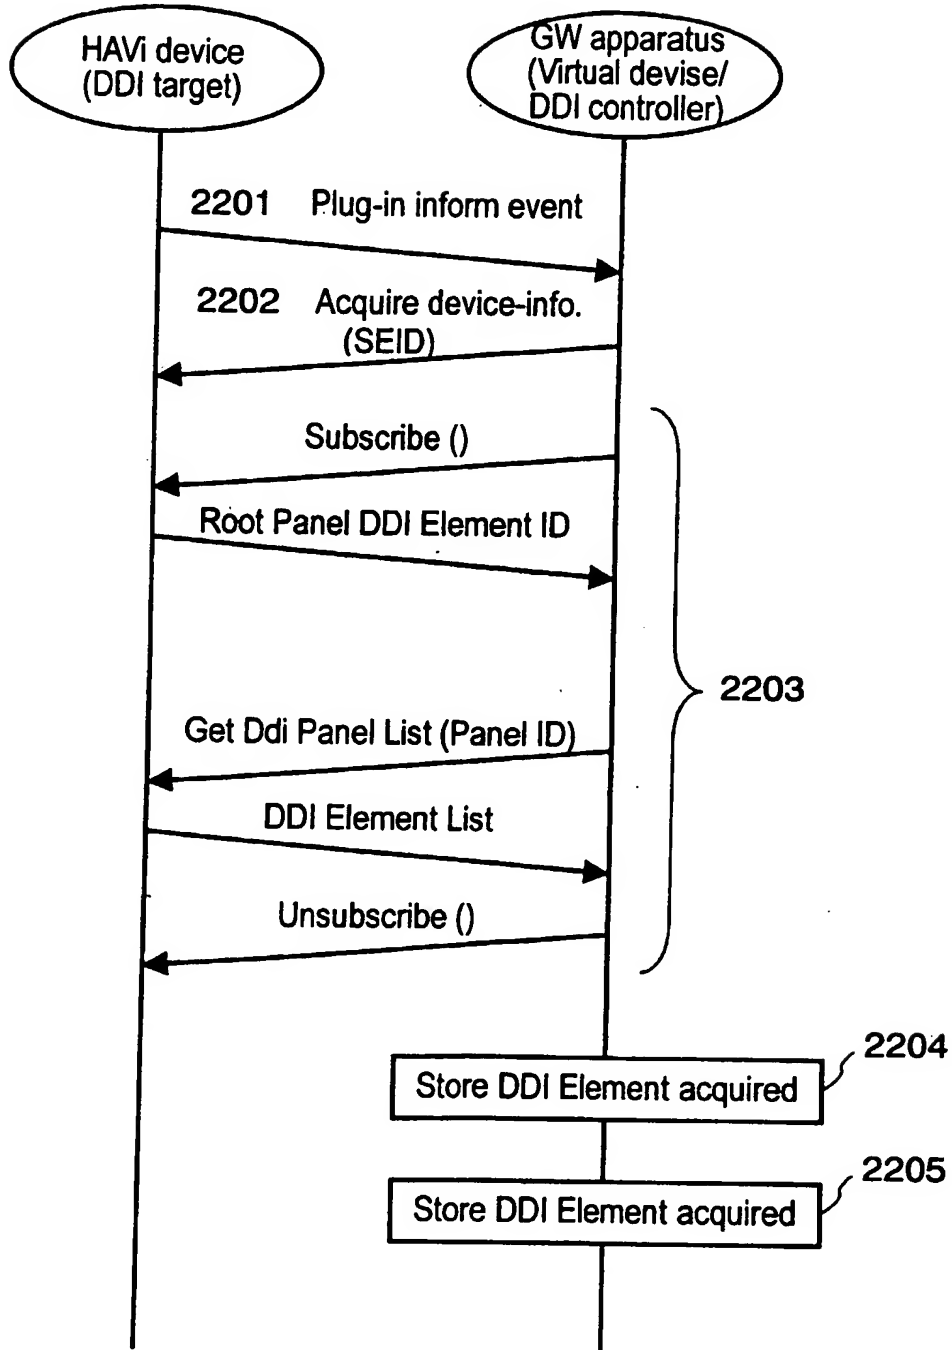 HAVi device
(DDI target)
GW apparatus
(Virtual devise/
DDI controller)
2201 Plug-in inform event
2202 Acquire device-info.
(SEID)
Subscribe ()
Root Panel DDI Element ID
2203
Get Ddi Panel List (Panel ID)
DDI Element List
Unsubscribe ()
2204
Store DDI Element acquired
2205
Store DDI Element acquired